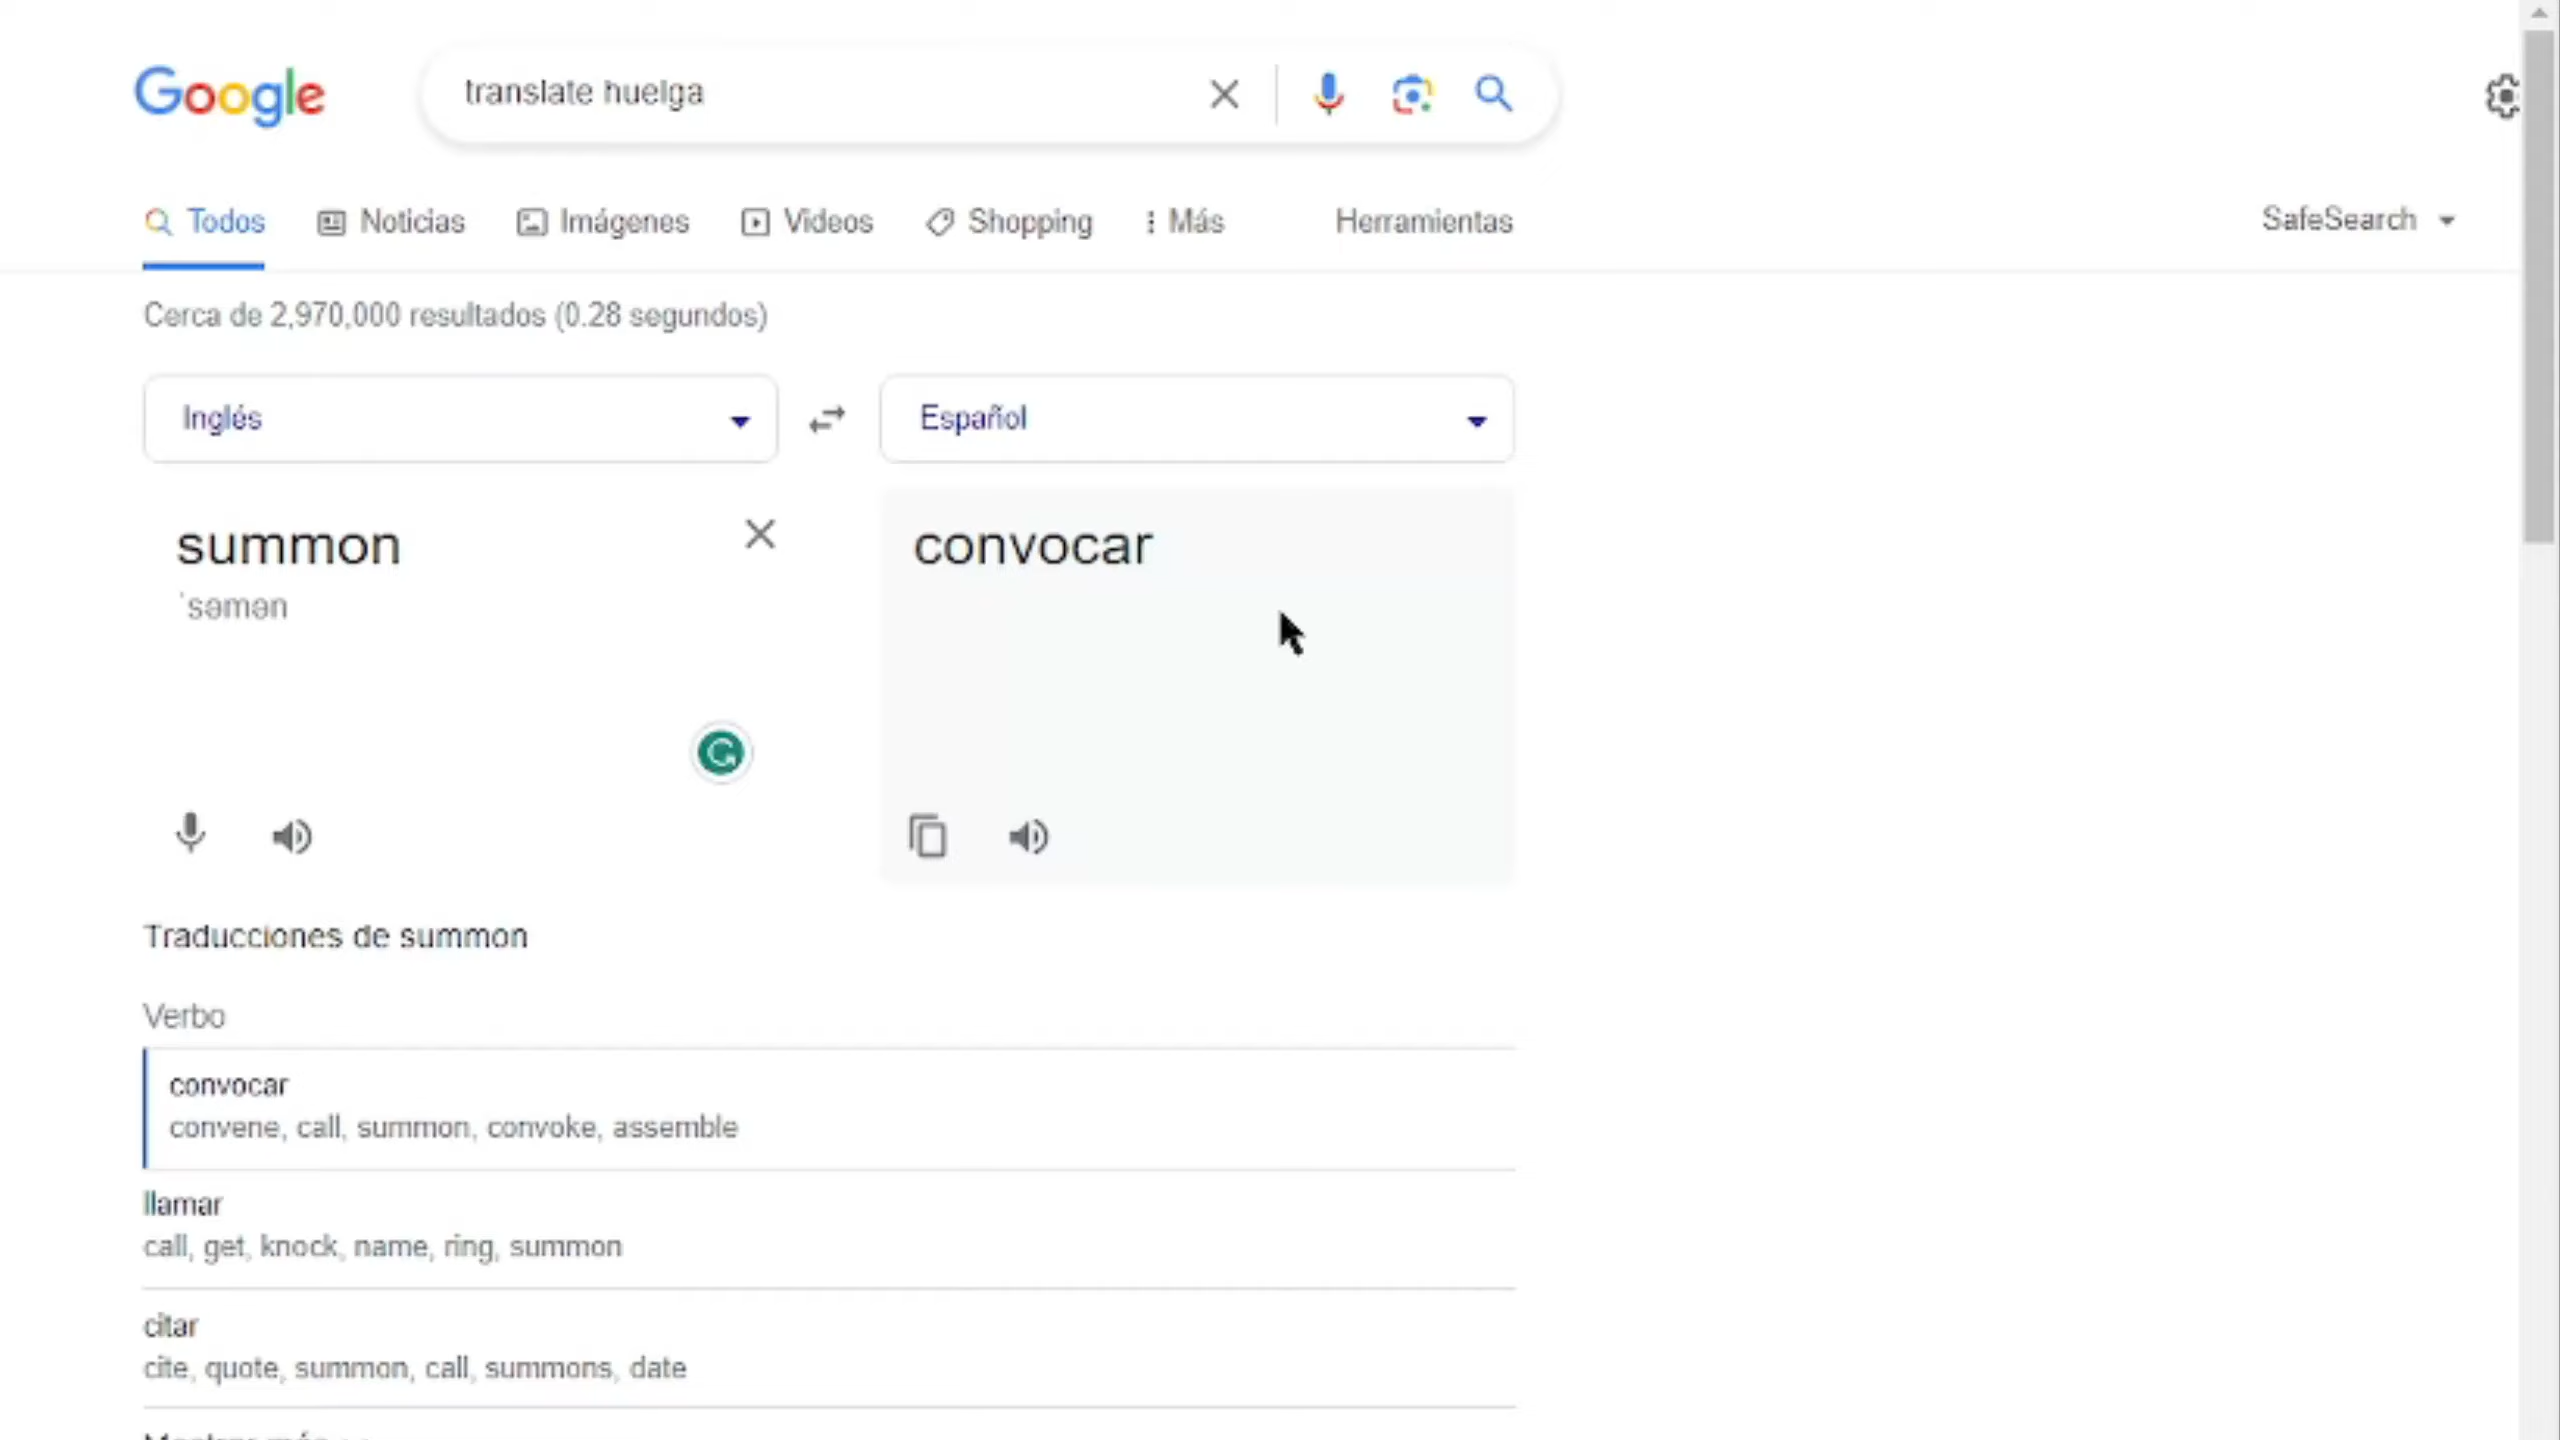 Google
translate huelga
Todos
Noticias
Imágenes
Videos
Shopping
Más
Herramientas
SafeSearch
Cerca de 2,970,000 resultados (0.28 segundos)
Inglés
Español
summon
convocar
ˈsəmən
Traducciones de summon
Verbo
convocar
convene, call, summon, convoke, assemble
llamar
call, get, knock, name, ring, summon
citar
cite, quote, summon, call, summons, date